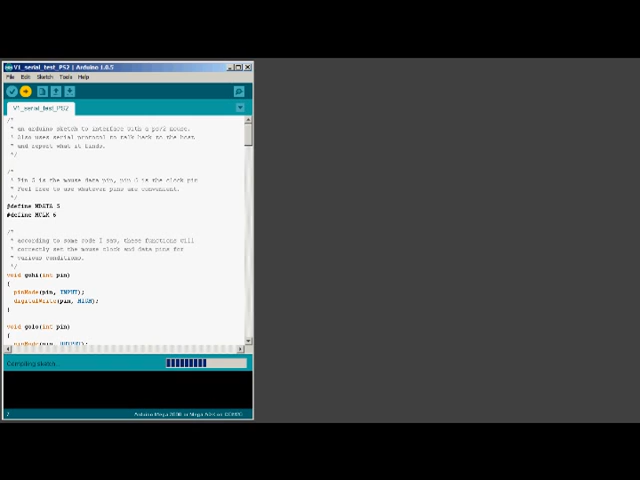 V1_serial_test_PS2 | Arduino 1.0.5
File Edit Sketch Tools Help
V1_serial_test_PS2
/*
* an arduino sketch to interface with a ps/2 mouse.
* Also uses serial protocol to talk back to the host
* and report what it finds.
*/
/*
* Pin 5 is the mouse data pin, pin 6 is the clock pin
* Feel free to use whatever pins are convenient.
*/
#define MDATA 5
#define MCLK 6
/*
* according to some code I saw, these functions will
* correctly set the mouse clock and data pins for
* various conditions.
*/
void gohi(int pin)
{
pinMode(pin, INPUT);
digitalWrite(pin, HIGH);
}
void golo(int pin)
{
pinMode(pin, OUTPUT);
Compiling sketch...
2